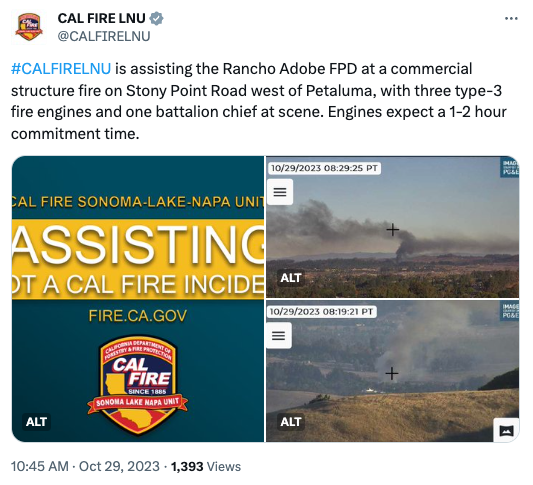 CAL FIRE LNU
@CALFIRELNU
#CALFIRELNU is assisting the Rancho Adobe FPD at a commercial
structure fire on Stony Point Road west of Petaluma, with three type-3
fire engines and one battalion chief at scene. Engines expect a 1-2 hour
commitment time.
CAL FIRE SONOMA-LAKE-NAPA UNIT
ASSISTING
OT A CAL FIRE INCIDE
FIRE.CA.GOV
CALIFORNIA DEPARTMENT OF
FORESTRY & FIRE PROTECTION
CAL
FIRE
SINCE 1885
SONOMA LAKE NAPA UNIT
ALT
10/29/2023 08:29:25 PT
PG&E
ALT
10/29/2023 08:19:21 PT
PG&E
ALT
10:45 AM · Oct 29, 2023 · 1,393 Views